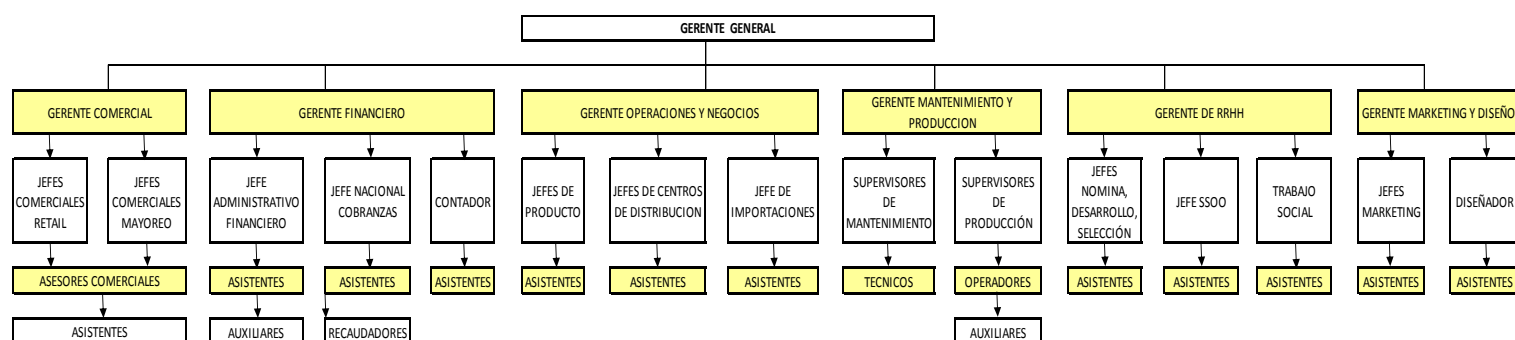 GERENTE GENERAL
GERENTE COMERCIAL
GERENTE FINANCIERO
GERENTE OPERACIONES Y NEGOCIOS
GERENTE MANTENIMIENTO Y
PRODUCCION
GERENTE DE RRHH
GERENTE MARKETING Y DISEÑO
JEFES
COMERCIALES
RETAIL
JEFES
COMERCIALES
MAYOREO
JEFE
ADMINISTRATIVO
FINANCIERO
JEFE NACIONAL
COBRANZAS
CONTADOR
JEFES DE
PRODUCTO
JEFES DE CENTROS
DE DISTRIBUCION
JEFE DE
IMPORTACIONES
SUPERVISORES
DE
MANTENIMIENTO
SUPERVISORES
DE
PRODUCCIÓN
JEFES
NOMINA,
DESARROLLO,
SELECCIÓN
JEFE SSOO
TRABAJO
SOCIAL
JEFES
MARKETING
DISEÑADOR
ASESORES COMERCIALES
ASISTENTES
ASISTENTES
ASISTENTES
ASISTENTES
ASISTENTES
ASISTENTES
TECNICOS
OPERADORES
ASISTENTES
ASISTENTES
ASISTENTES
ASISTENTES
ASISTENTES
ASISTENTES
AUXILIARES
RECAUDADORES
AUXILIARES